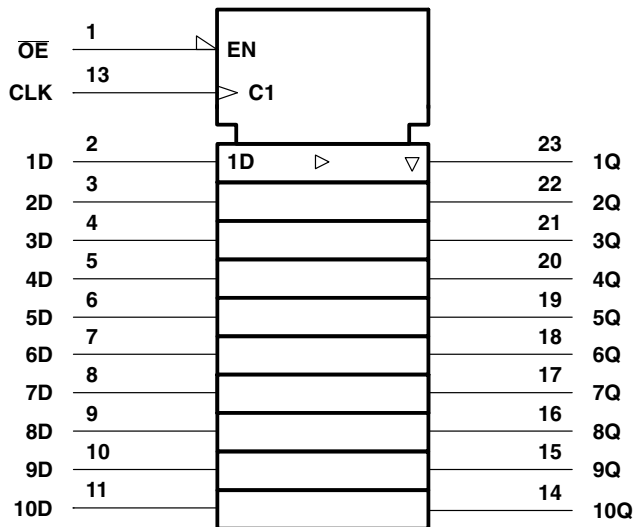 1
O̅E̅ EN
13
CLK C1
2 23
1D 1D 1Q
3 22
2D 2Q
4 21
3D 3Q
5 20
4D 4Q
6 19
5D 5Q
7 18
6D 6Q
8 17
7D 7Q
9 16
8D 8Q
10 15
9D 9Q
11 14
10D 10Q